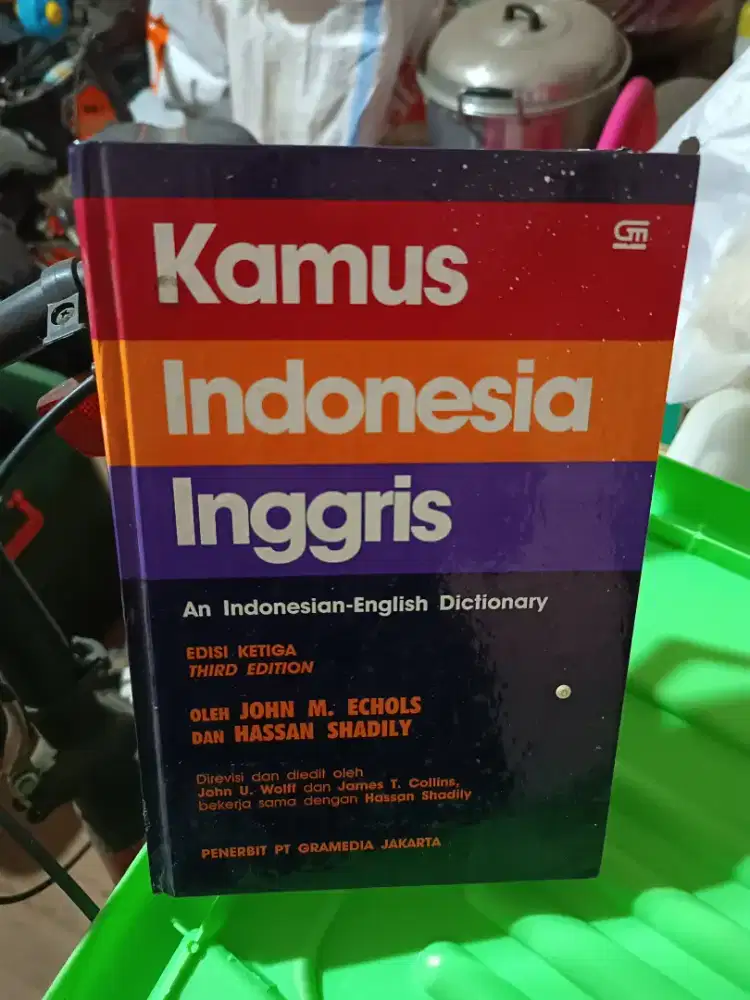 Kamus
GM
Indonesia
Inggris
An Indonesian-English Dictionary
EDISI KETIGA
THIRD EDITION
OLEH JOHN M. ECHOLS
DAN HASSAN SHADILY
Direvisi dan diedit oleh
John U. Wolff dan James T. Collins,
bekerja sama dengan Hassan Shadily
PENERBIT PT GRAMEDIA JAKARTA